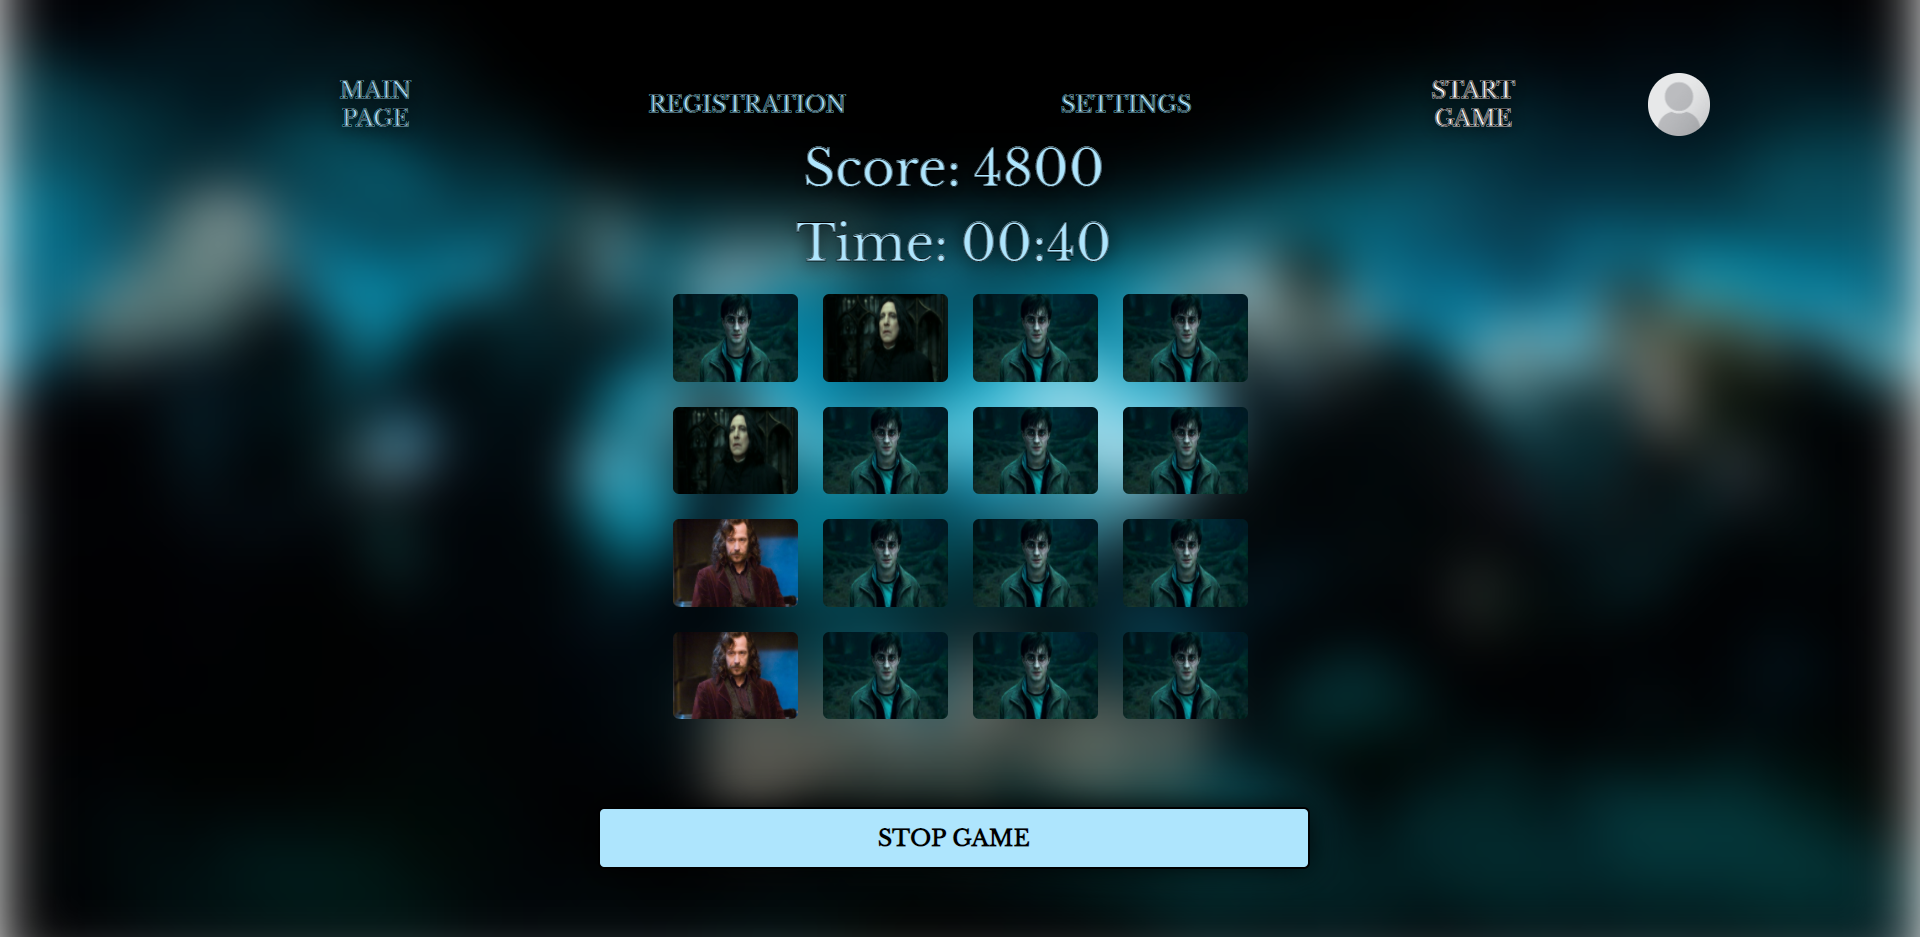 MAIN
PAGE
REGISTRATION
SETTINGS
START
GAME
Score: 4800
Time: 00:40
STOP GAME